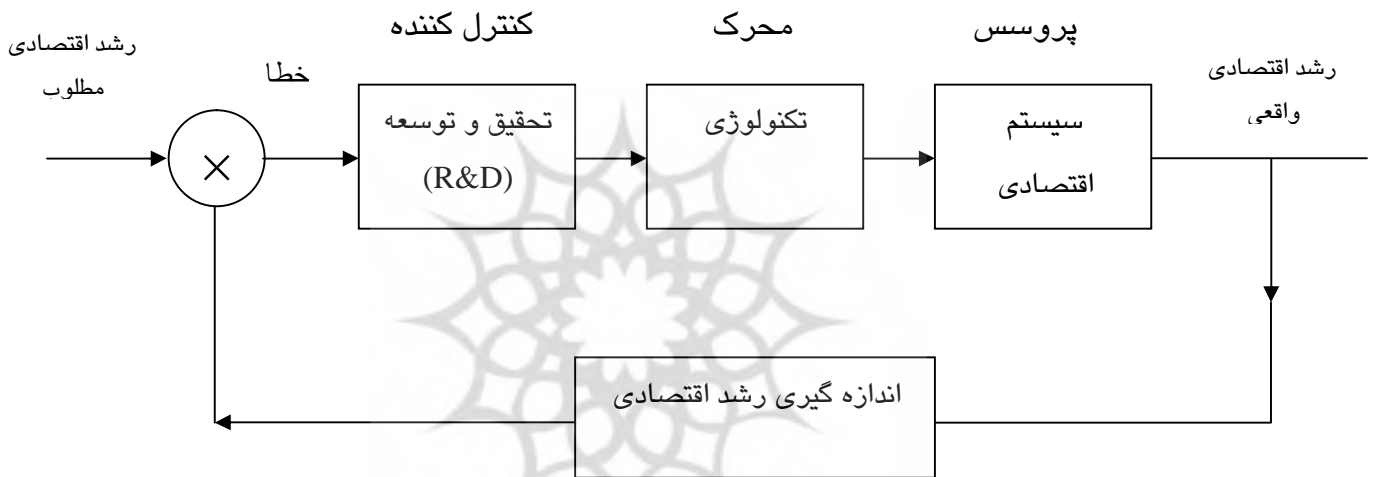 رشد اقتصادی
مطلوب
خطا
کنترل کننده
محرک
پروسس
رشد اقتصادی
واقعی
تحقیق و توسعه
(R&D)
تکنولوژی
سیستم
اقتصادی
اندازه گیری رشد اقتصادی